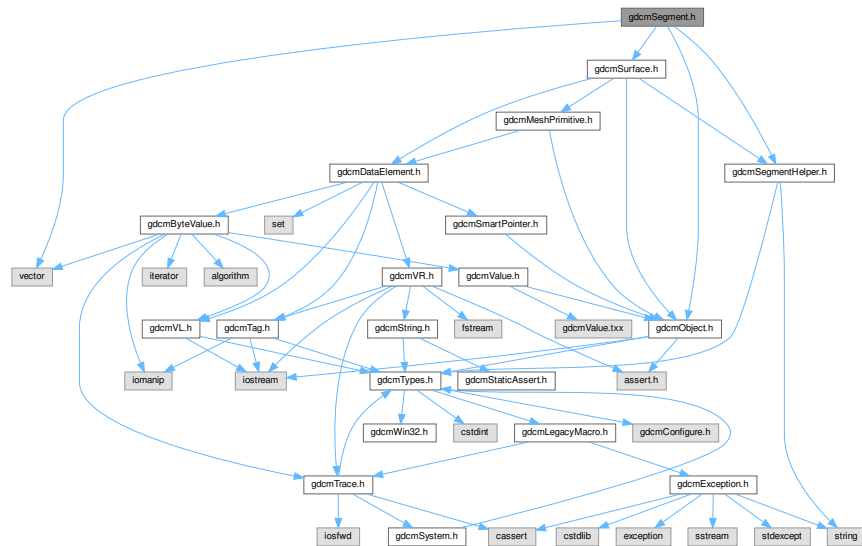 gdcmSegment.h
gdcmSurface.h
gdcmMeshPrimitive.h
gdcmDataElement.h
gdcmSegmentHelper.h
gdcmByteValue.h
set
gdcmSmartPointer.h
vector
iterator
algorithm
gdcmVR.h
gdcmValue.h
gdcmVL.h
gdcmTag.h
gdcmString.h
fstream
gdcmValue.txx
gdcmObject.h
iomanip
iostream
gdcmTypes.h
gdcmStaticAssert.h
assert.h
gdcmWin32.h
cstdint
gdcmLegacyMacro.h
gdcmConfigure.h
gdcmTrace.h
gdcmException.h
iosfwd
gdcmSystem.h
cassert
cstdlib
exception
sstream
stdexcept
string